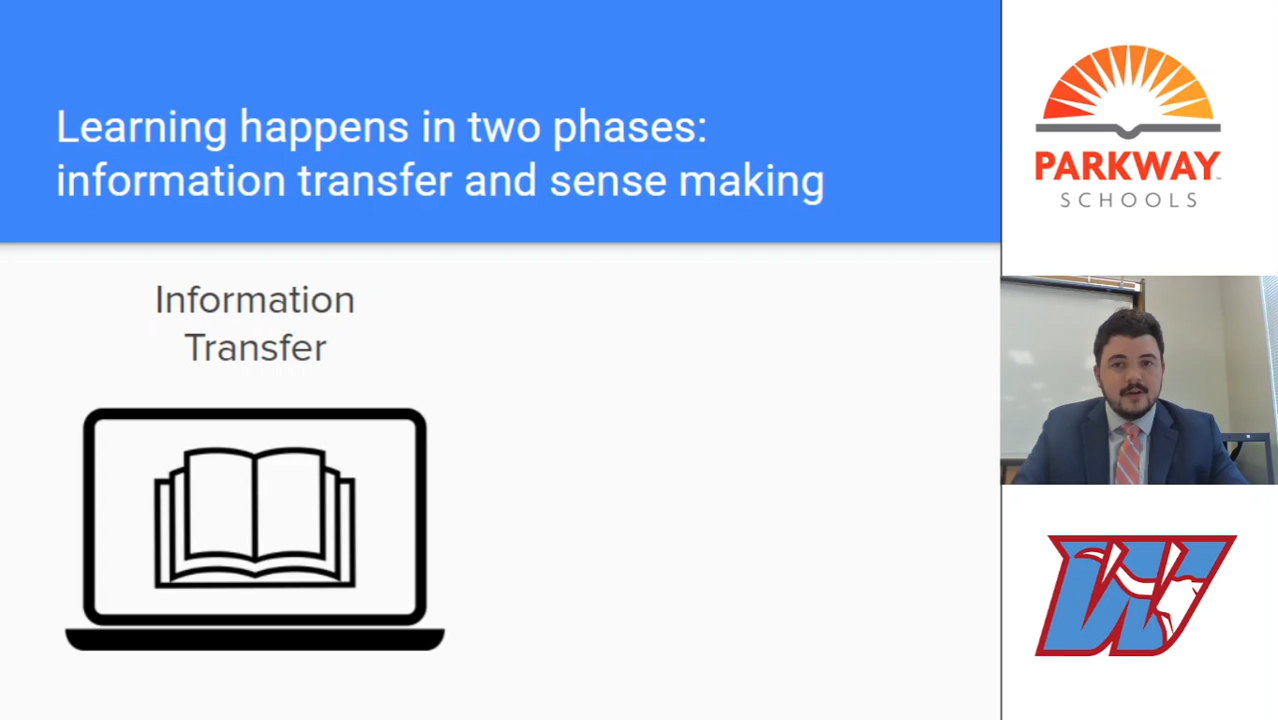 Learning happens in two phases:
information transfer and sense making
Information
Transfer
PARKWAY
SCHOOLS
W